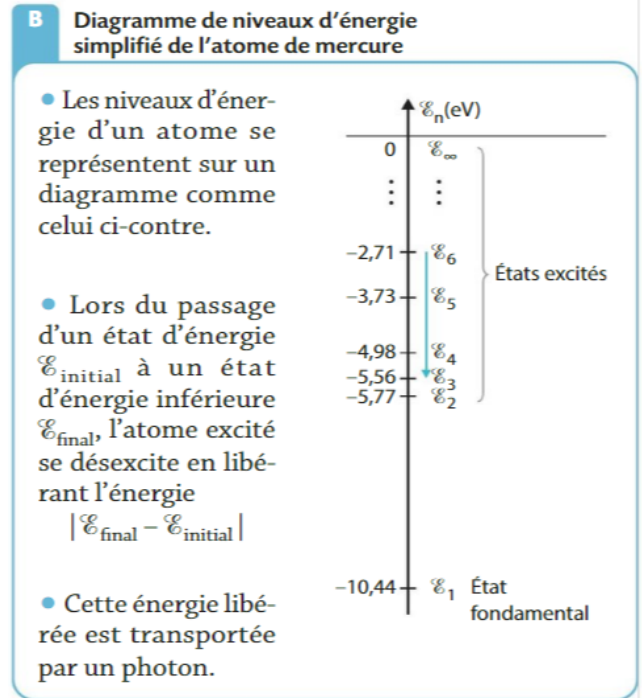 B Diagramme de niveaux d'énergie
simplifié de l'atome de mercure
• Les niveaux d'éner-
gie d'un atome se
représentent sur un
diagramme comme
celui ci-contre.
• Lors du passage
d'un état d'énergie
ℰinitial à un état
d'énergie inférieure
ℰfinal, l'atome excité
se désexcite en libé-
rant l'énergie
|ℰfinal – ℰinitial|
• Cette énergie libé-
rée est transportée
par un photon.
ℰn(eV)
0 ℰ∞
⋮ ⋮
–2,71 ℰ6
États excités
–3,73 ℰ5
–4,98 ℰ4
–5,56 ℰ3
–5,77 ℰ2
–10,44 ℰ1 État
fondamental